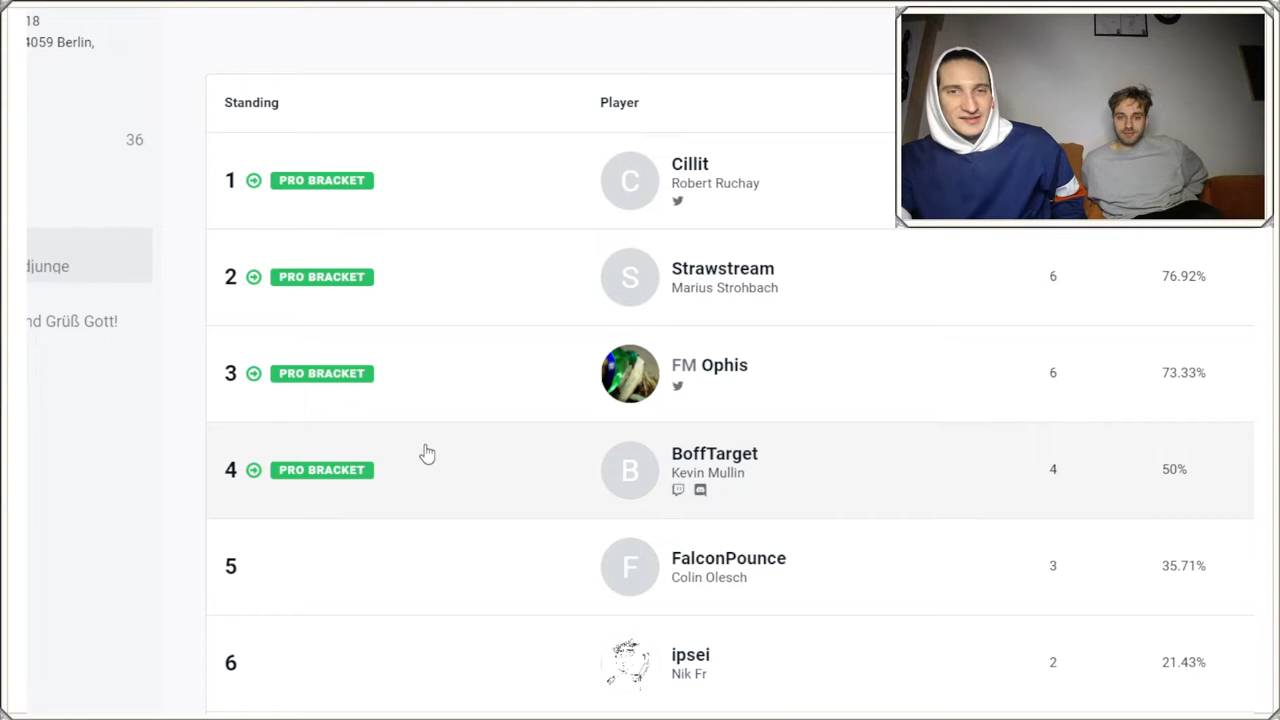 18
4059 Berlin,
36
djunge
nd Grüß Gott!
Standing Player
1 PRO BRACKET C Cillit
Robert Ruchay
2 PRO BRACKET S Strawstream 6 76.92%
Marius Strohbach
3 PRO BRACKET FM Ophis 6 73.33%
4 PRO BRACKET B BoffTarget 4 50%
Kevin Mullin
5 F FalconPounce 3 35.71%
Colin Olesch
6 ipsei 2 21.43%
Nik Fr